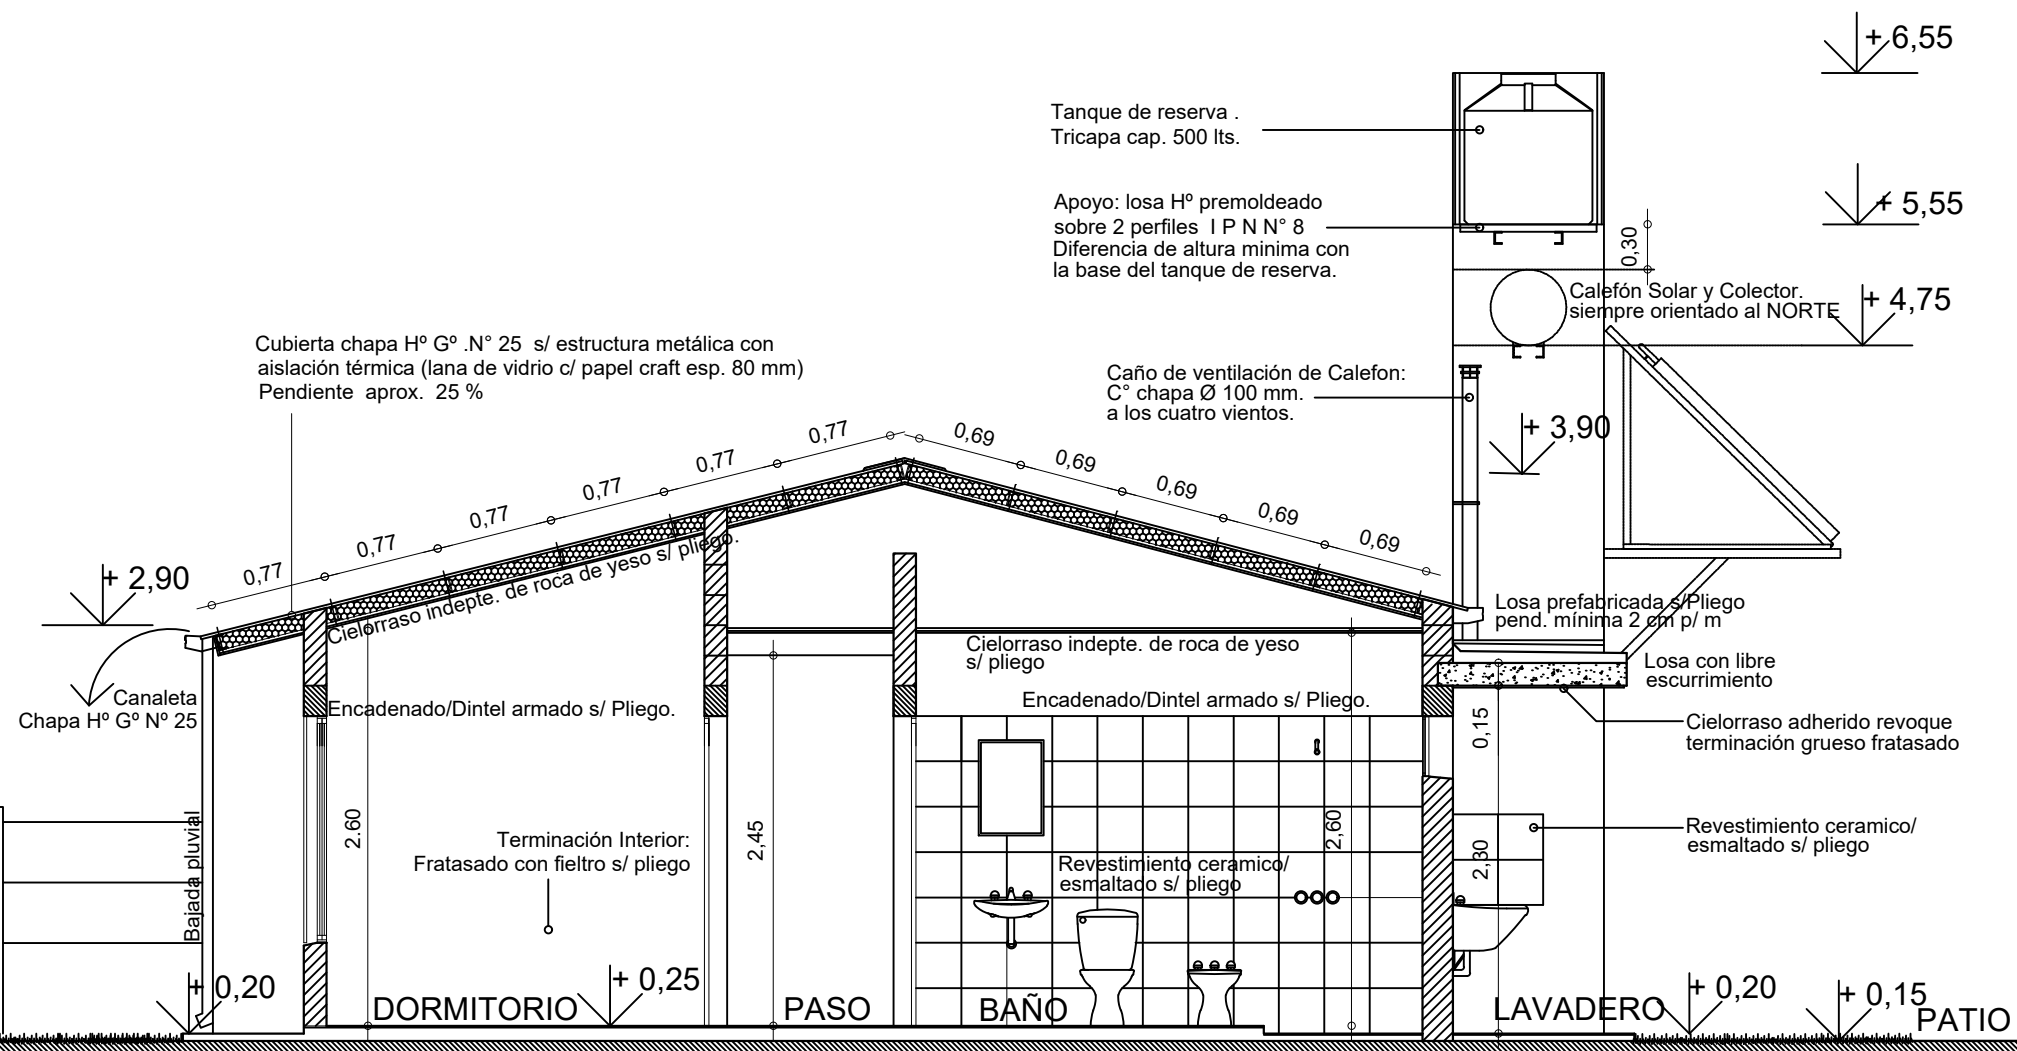 + 6,55
Tanque de reserva .
Tricapa cap. 500 lts.
Apoyo: losa Hº premoldeado
sobre 2 perfiles I P N N° 8
Diferencia de altura minima con
la base del tanque de reserva.
+ 5,55
0,30
Calefón Solar y Colector.
siempre orientado al NORTE
+ 4,75
Cubierta chapa Hº Gº .N° 25 s/ estructura metálica con
aislación térmica (lana de vidrio c/ papel craft esp. 80 mm)
Pendiente aprox. 25 %
Caño de ventilación de Calefon:
C° chapa Ø 100 mm.
a los cuatro vientos.
+ 3,90
0,77
0,77
0,77
0,77
0,77
0,77
0,69
0,69
0,69
0,69
0,69
+ 2,90
Cielorraso indepte. de roca de yeso s/ pliego.
Losa prefabricada s/Pliego
pend. mínima 2 cm p/ m
Cielorraso indepte. de roca de yeso
s/ pliego
Losa con libre
escurrimiento
Canaleta
Chapa Hº Gº Nº 25
Encadenado/Dintel armado s/ Pliego.
Encadenado/Dintel armado s/ Pliego.
0,15
Cielorraso adherido revoque
terminación grueso fratasado
Bajada pluvial
2.60
Terminación Interior:
Fratasado con fieltro s/ pliego
2,45
Revestimiento ceramico/
esmaltado s/ pliego
2,60
2,30
Revestimiento ceramico/
esmaltado s/ pliego
+ 0,20
DORMITORIO
+ 0,25
PASO
BAÑO
LAVADERO
+ 0,20
+ 0,15
PATIO